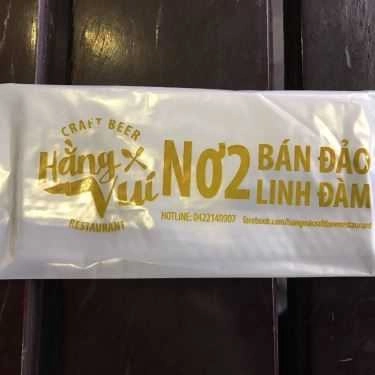 CRAFT BEER
Hằng
Vui
RESTAURANT
Nơ2
BÁN ĐẢO
LINH ĐÀM
HOTLINE: 0422140907